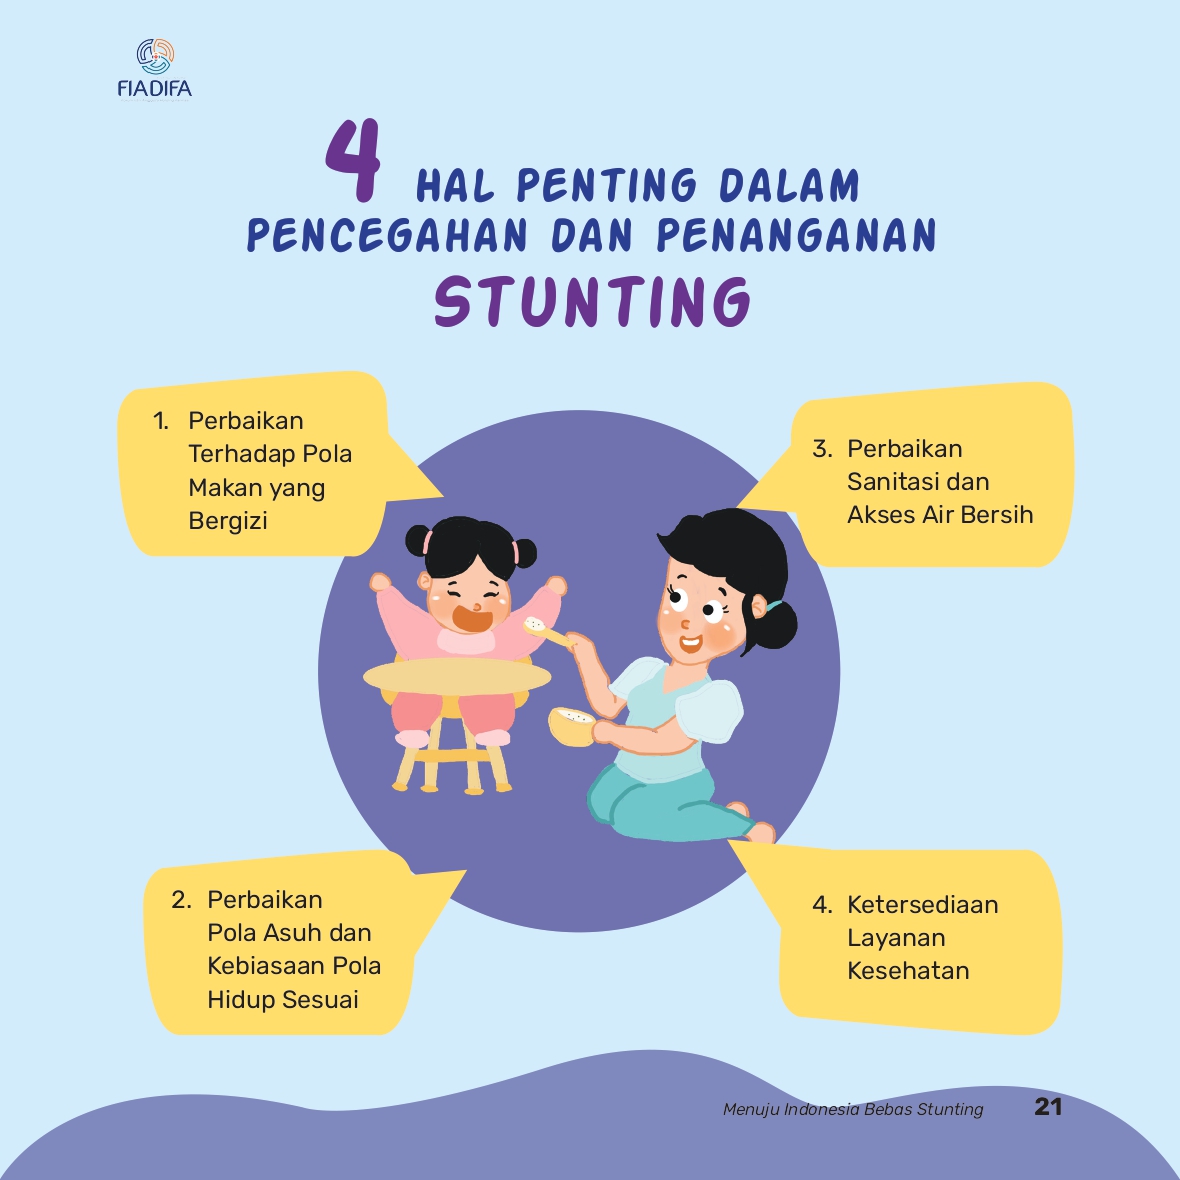 FIADIFA
4 HAL PENTING DALAM
PENCEGAHAN DAN PENANGANAN
STUNTING
1. Perbaikan
Terhadap Pola
Makan yang
Bergizi
2. Perbaikan
Pola Asuh dan
Kebiasaan Pola
Hidup Sesuai
3. Perbaikan
Sanitasi dan
Akses Air Bersih
4. Ketersediaan
Layanan
Kesehatan
Menuju Indonesia Bebas Stunting 21